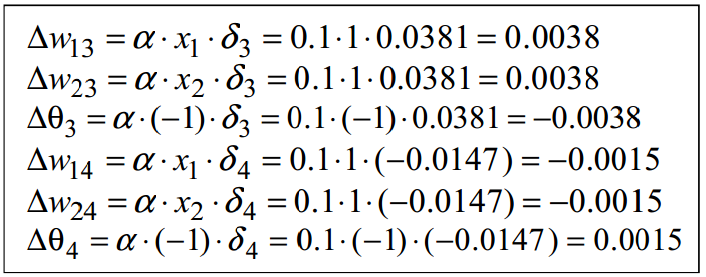 Δw₁₃ = α · x₁ · δ₃ = 0.1 · 1 · 0.0381 = 0.0038
Δw₂₃ = α · x₂ · δ₃ = 0.1 · 1 · 0.0381 = 0.0038
Δθ₃ = α · (−1) · δ₃ = 0.1 · (−1) · 0.0381 = −0.0038
Δw₁₄ = α · x₁ · δ₄ = 0.1 · 1 · (−0.0147) = −0.0015
Δw₂₄ = α · x₂ · δ₄ = 0.1 · 1 · (−0.0147) = −0.0015
Δθ₄ = α · (−1) · δ₄ = 0.1 · (−1) · (−0.0147) = 0.0015